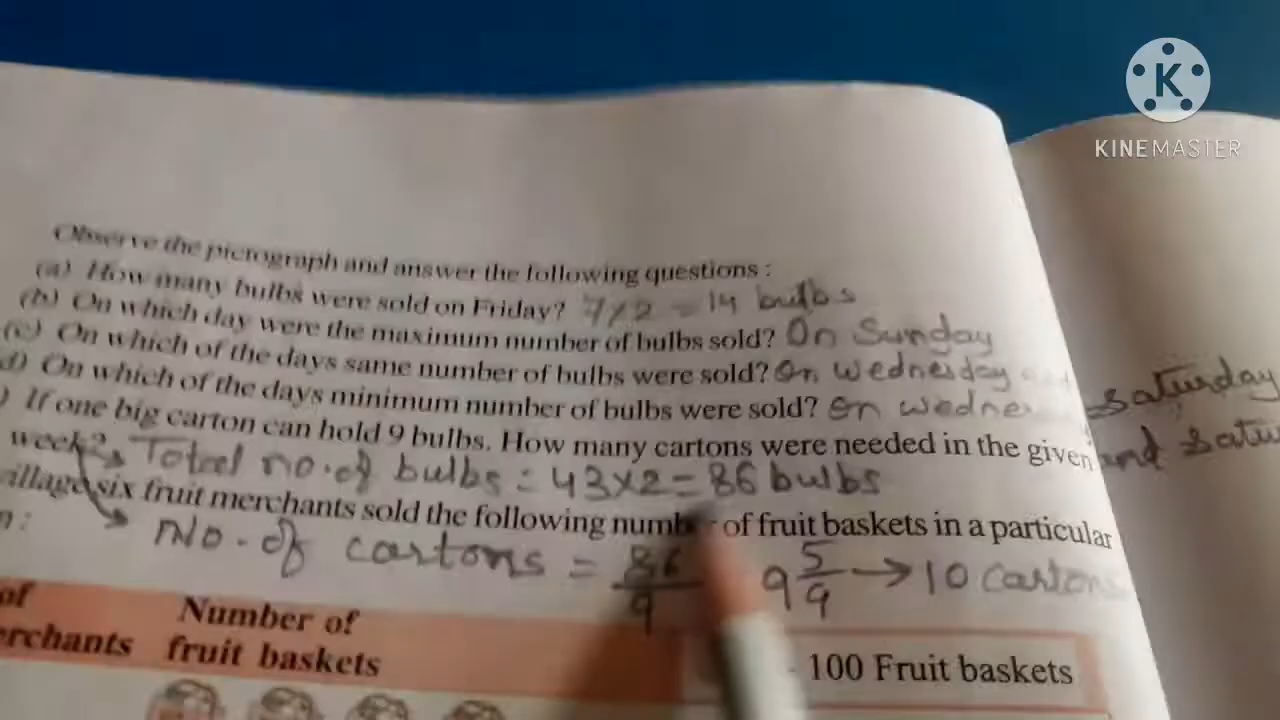 K
KINEMASTER
Observe the pictograph and answer the following questions :
(a) How many bulbs were sold on Friday? 7×2 = 14 bulbs
(b) On which day were the maximum number of bulbs sold? On Sunday
(c) On which of the days same number of bulbs were sold? On Wednesday saturday
d) On which of the days minimum number of bulbs were sold? On wedne and satu
) If one big carton can hold 9 bulbs. How many cartons were needed in the given
week? Total no. of bulbs = 43×2 = 86 bulbs
illage six fruit merchants sold the following number of fruit baskets in a particular
n :
No. of cartons = 86/9 9 5/9 → 10 cartons
of
erchants
Number of
fruit baskets
- 100 Fruit baskets